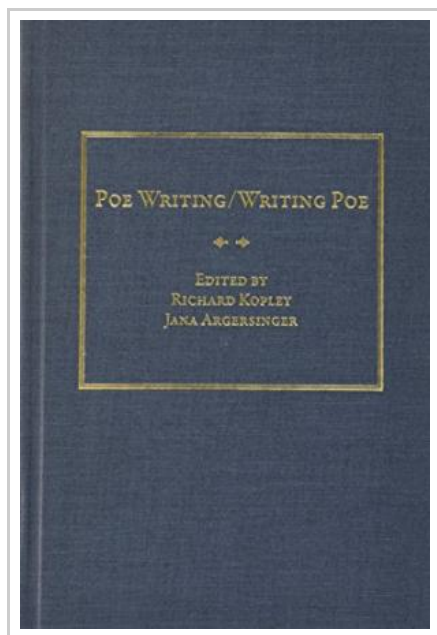 Poe Writing/Writing Poe
Edited by
Richard Kopley
Jana Argersinger